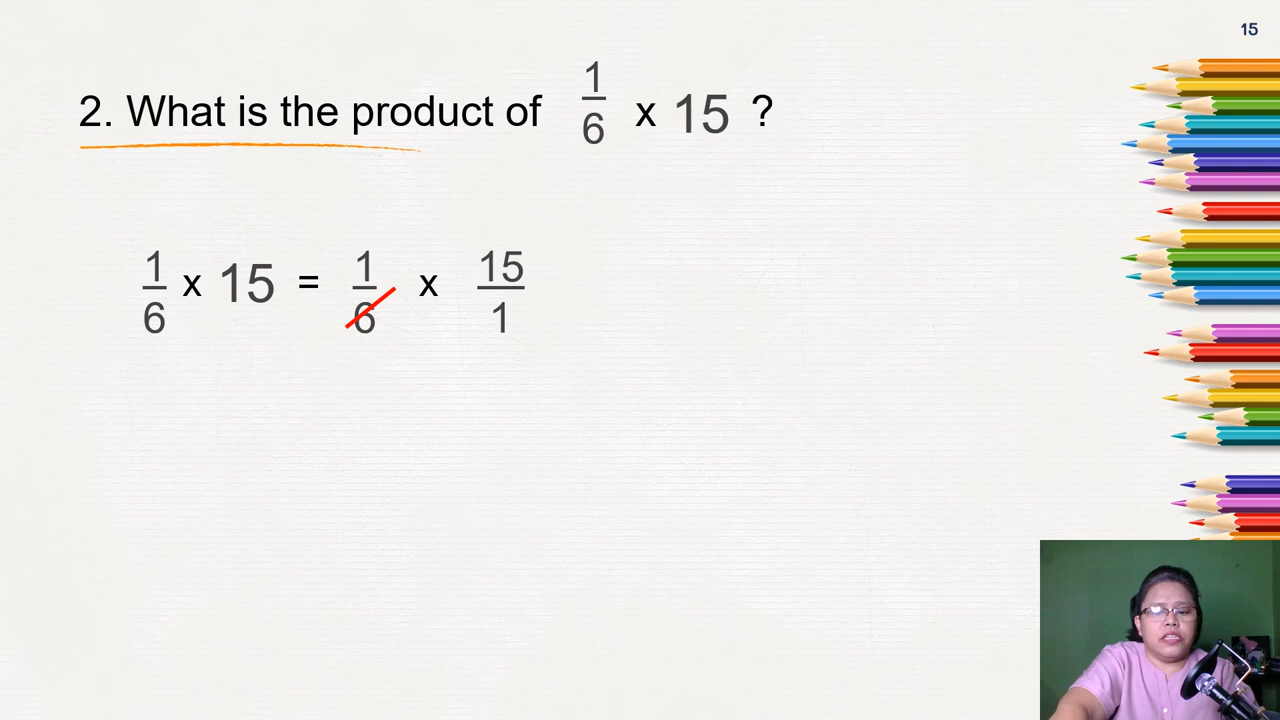 15
2. What is the product of 1/6 x 15 ?
1/6 x 15 = 1/6 x 15/1